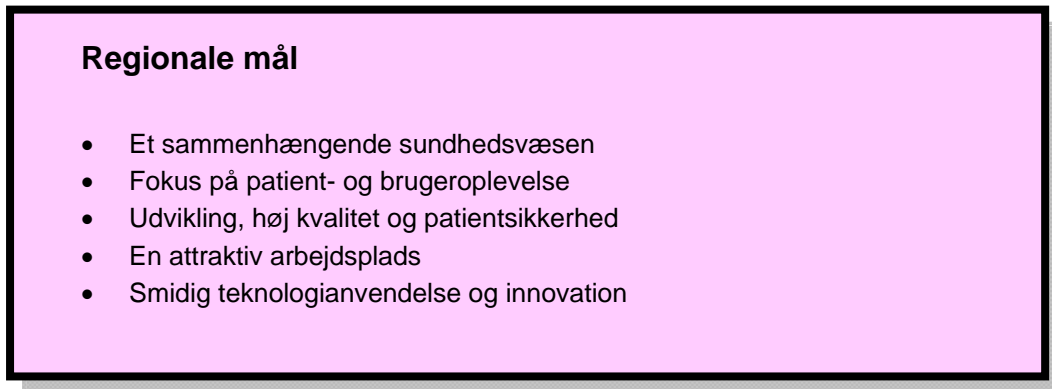 Regionale mål
• Et sammenhængende sundhedsvæsen
• Fokus på patient- og brugeroplevelse
• Udvikling, høj kvalitet og patientsikkerhed
• En attraktiv arbejdsplads
• Smidig teknologianvendelse og innovation